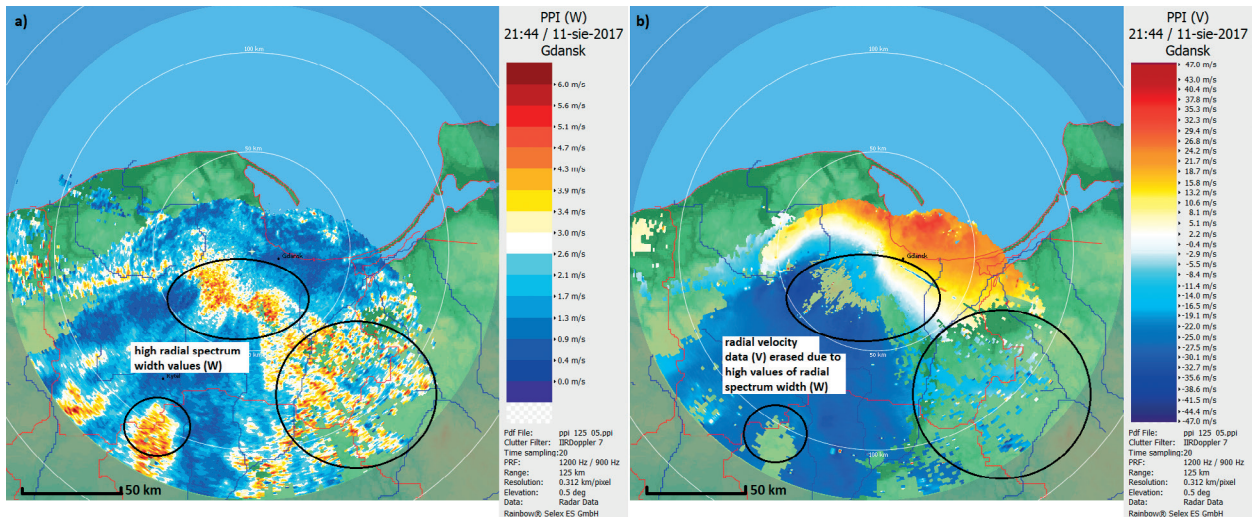 a)
PPI (W)
21:44 / 11-sie-2017
Gdansk
100 km
50 km
Gdansk
high radial spectrum
width values (W)
50 km
6.0 m/s
5.6 m/s
5.1 m/s
4.7 m/s
4.3 m/s
3.9 m/s
3.4 m/s
3.0 m/s
2.6 m/s
2.1 m/s
1.7 m/s
1.3 m/s
0.9 m/s
0.4 m/s
0.0 m/s
Pdf File: ppi_125_05.ppi
Clutter Filter: IIRDoppler 7
Time sampling:20
PRF: 1200 Hz / 900 Hz
Range: 125 km
Resolution: 0.312 km/pixel
Elevation: 0.5 deg
Data: Radar Data
Rainbow® Selex ES GmbH
b)
PPI (V)
21:44 / 11-sie-2017
Gdansk
100 km
50 km
Gdansk
50 km
radial velocity
data (V) erased due to
high values of radial
spectrum width (W)
100 km
50 km
47.0 m/s
43.0 m/s
40.4 m/s
37.8 m/s
35.3 m/s
32.3 m/s
29.4 m/s
26.8 m/s
24.2 m/s
21.7 m/s
18.7 m/s
15.8 m/s
13.2 m/s
10.6 m/s
8.1 m/s
5.1 m/s
2.2 m/s
-0.4 m/s
-2.9 m/s
-5.5 m/s
-8.4 m/s
-11.4 m/s
-14.0 m/s
-16.5 m/s
-19.1 m/s
-22.0 m/s
-25.0 m/s
-27.5 m/s
-30.1 m/s
-32.7 m/s
-35.6 m/s
-38.6 m/s
-41.5 m/s
-44.4 m/s
-47.0 m/s
Pdf File: ppi_125_05.ppi
Clutter Filter: IIRDoppler 7
Time sampling:20
PRF: 1200 Hz / 900 Hz
Range: 125 km
Resolution: 0.312 km/pixel
Elevation: 0.5 deg
Data: Radar Data
Rainbow® Selex ES GmbH